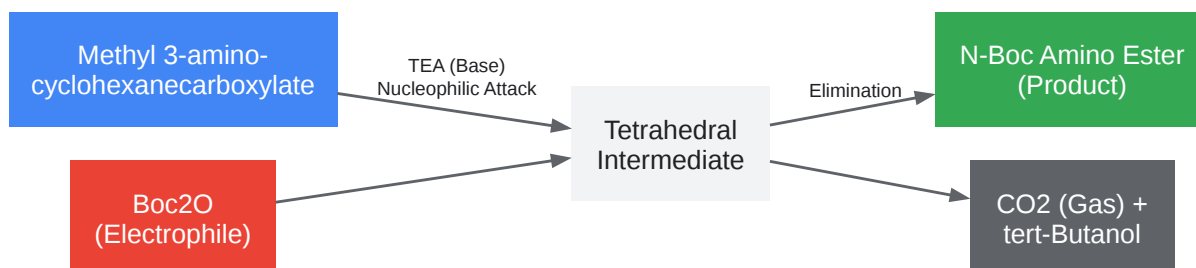 Methyl 3-amino-
cyclohexanecarboxylate
TEA (Base)
Nucleophilic Attack
Boc2O
(Electrophile)
Tetrahedral
Intermediate
Elimination
N-Boc Amino Ester
(Product)
CO2 (Gas) +
tert-Butanol